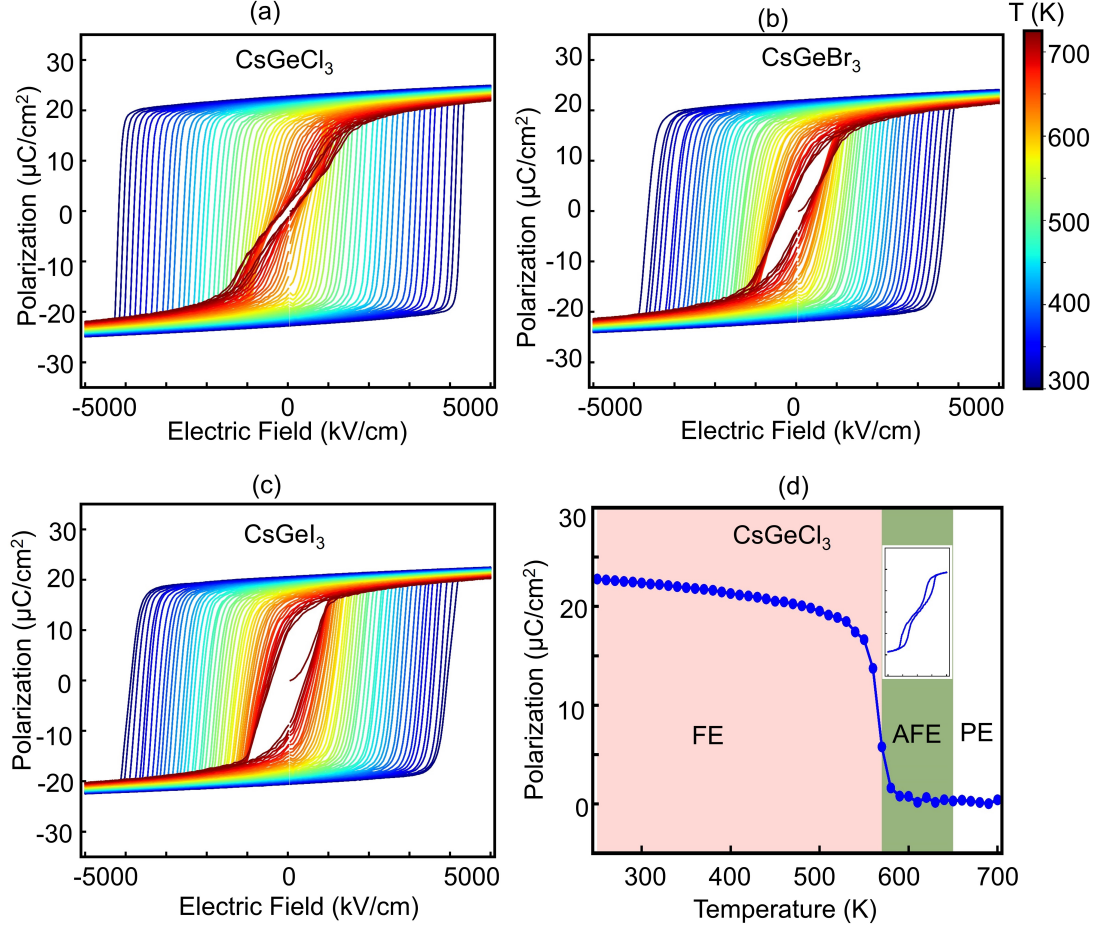 (a)
CsGeCl3
Polarization (μC/cm2)
30
20
10
0
-10
-20
-30
-5000 0 5000
Electric Field (kV/cm)
(b)
CsGeBr3
Polarization (μC/cm2)
30
20
10
0
-10
-20
-30
-5000 0 5000
Electric Field (kV/cm)
T (K)
700
600
500
400
300
(c)
CsGeI3
Polarization (μC/cm2)
30
20
10
0
-10
-20
-30
-5000 0 5000
Electric Field (kV/cm)
(d)
CsGeCl3
Polarization (μC/cm2)
30
20
10
0
FE AFE PE
300 400 500 600 700
Temperature (K)